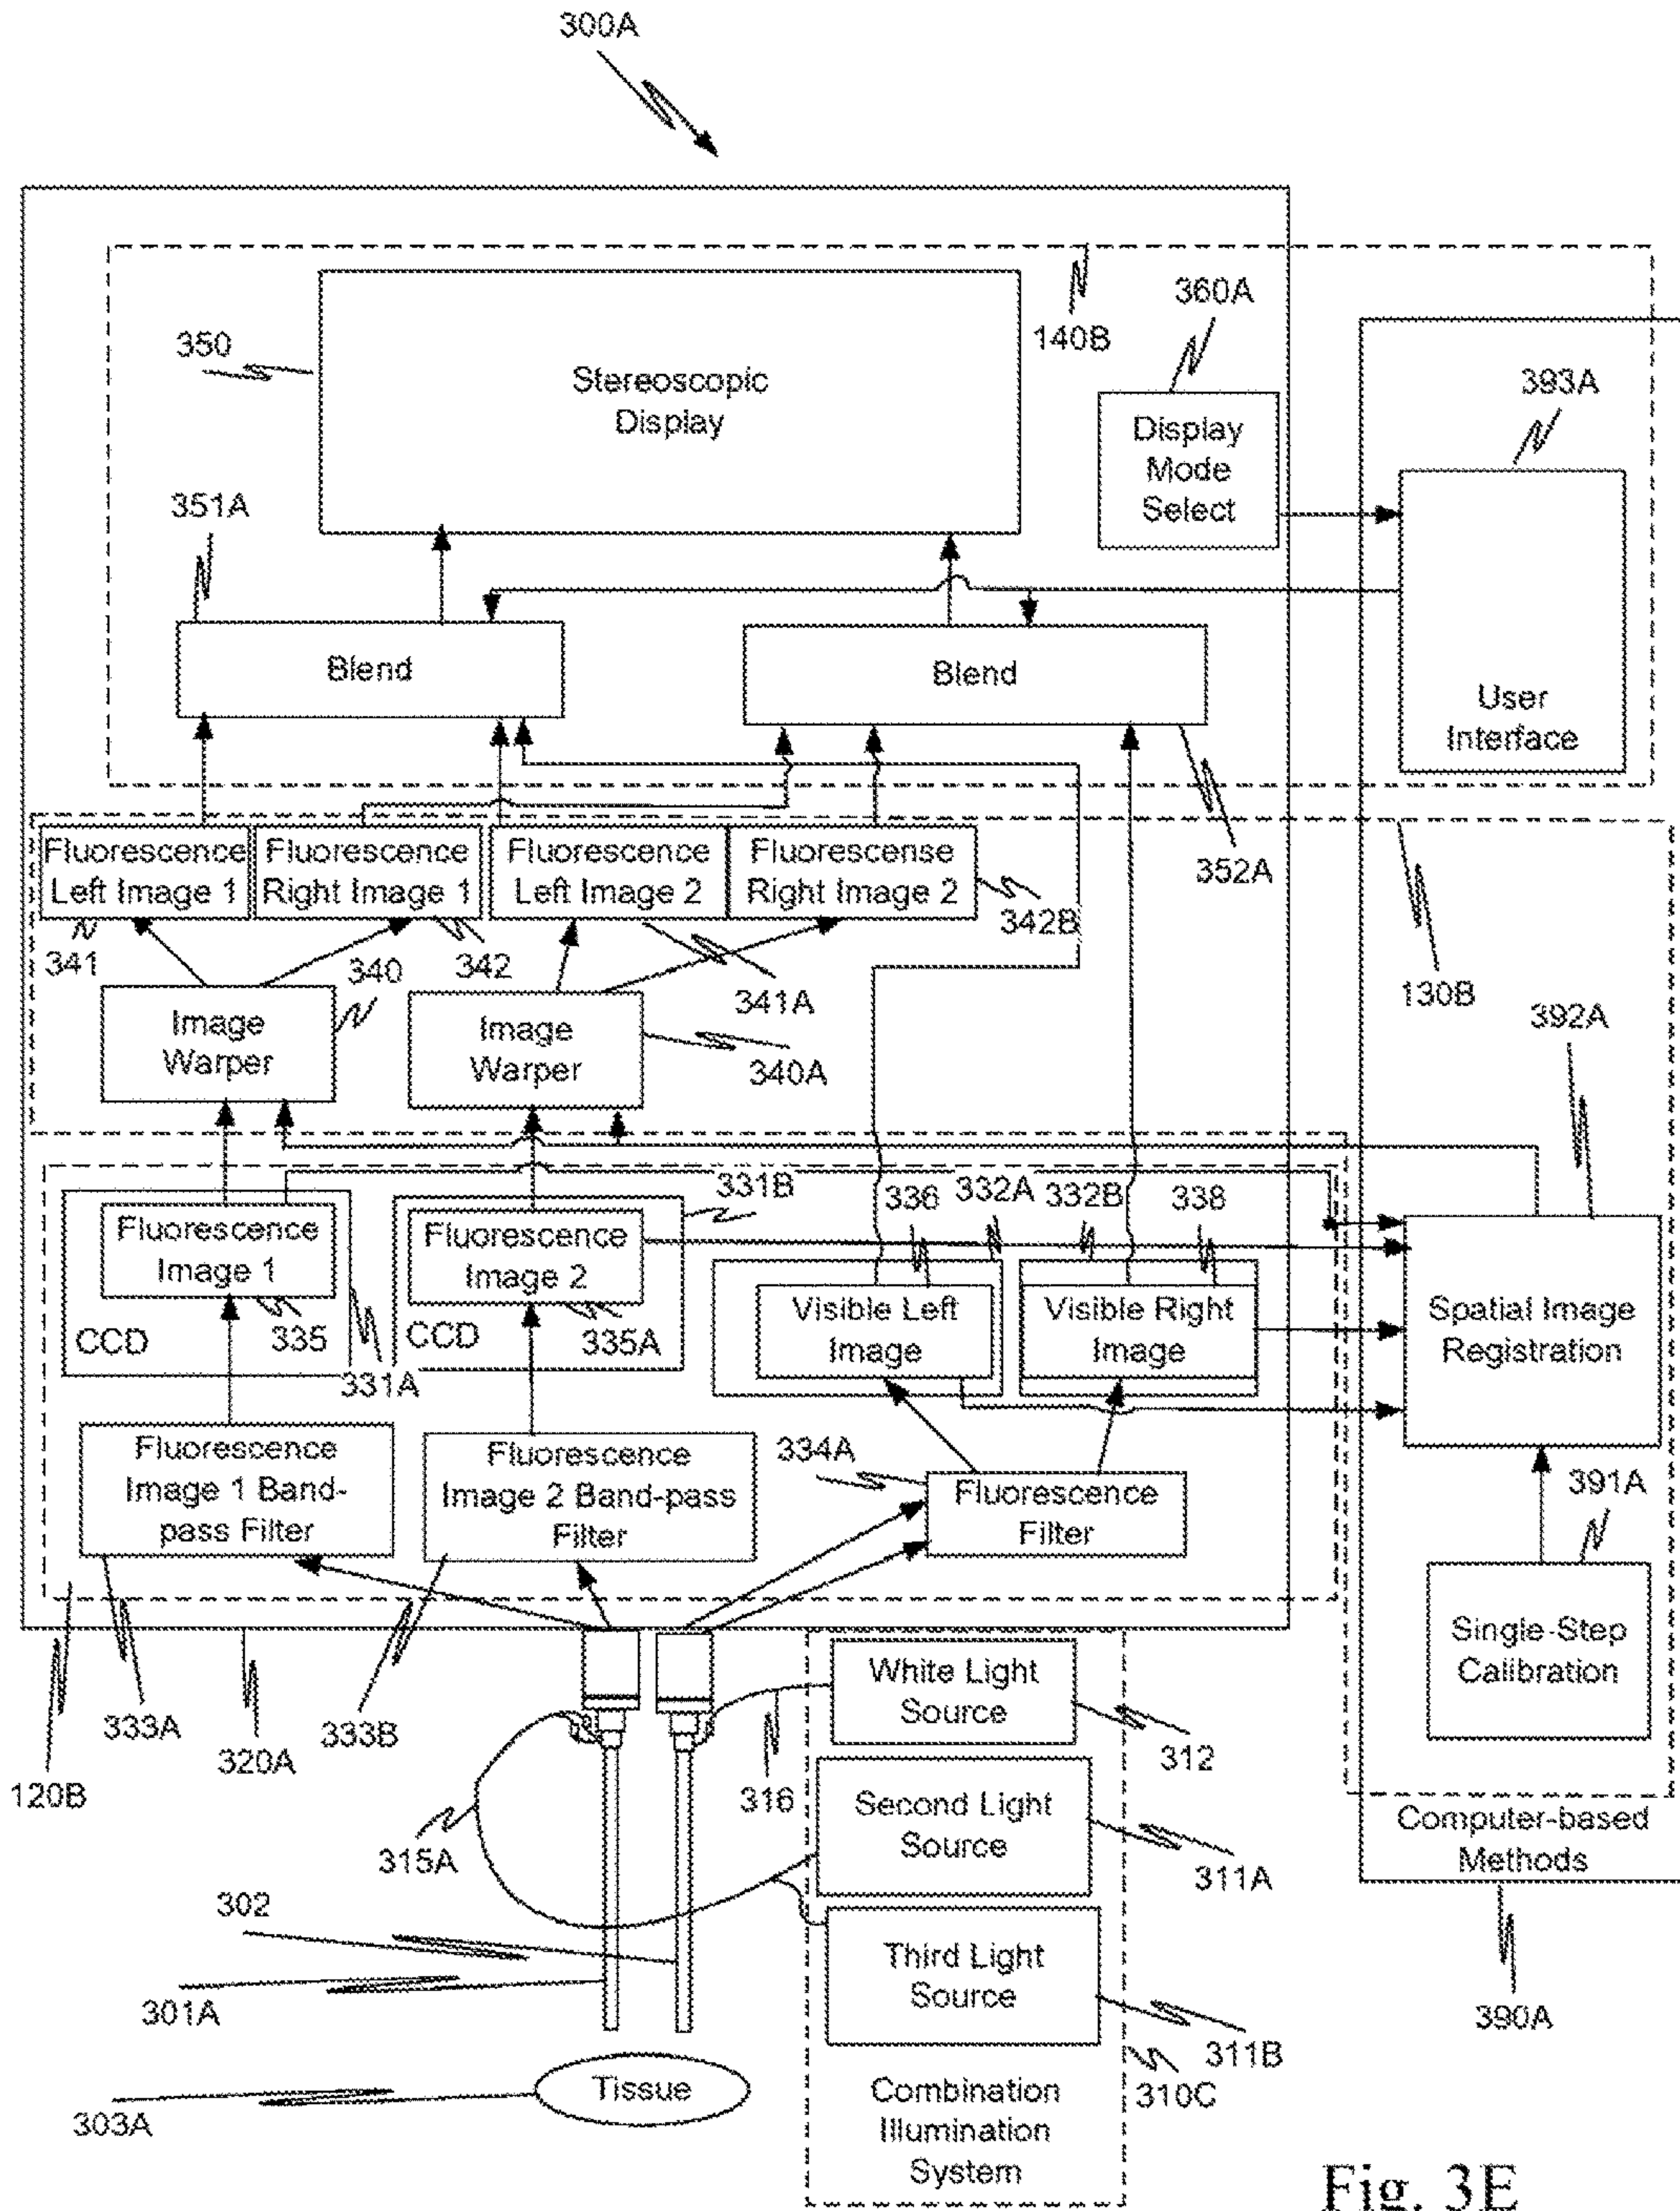 300A
140B
360A
350
Stereoscopic
Display
393A
Display
Mode
Select
351A
Blend
Blend
User
Interface
352A
Fluorescence
Left Image 1
Fluorescence
Right Image 1
Fluorescence
Left Image 2
Fluorescense
Right Image 2
342B
341
340
342
341A
130B
392A
Image
Warper
Image
Warper
340A
331B
336
332A
332B
338
Fluorescence
Image 1
Fluorescence
Image 2
CCD
335
CCD
335A
331A
Visible Left
Image
Visible Right
Image
Spatial Image
Registration
Fluorescence
Image 1 Band-
pass Filter
Fluorescence
Image 2 Band-pass
Filter
334A
Fluorescence
Filter
391A
Single-Step
Calibration
White Light
Source
333A
333B
320A
120B
316
312
Second Light
Source
Computer-based
Methods
315A
311A
302
Third Light
Source
301A
390A
311B
310C
Tissue
303A
Combination
Illumination
System
Fig. 3E